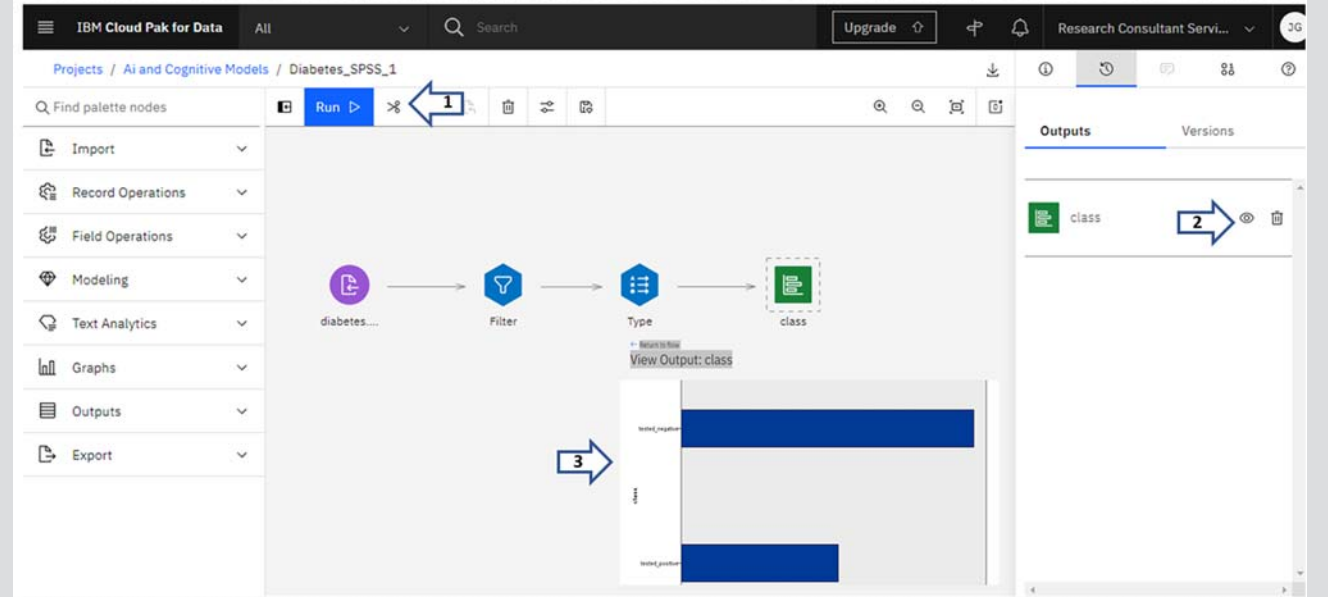 IBM Cloud Pak for Data All Search Upgrade Research Consultant Servi... JG
Projects / Ai and Cognitive Models / Diabetes_SPSS_1
Find palette nodes Run 1
Outputs Versions
Import
Record Operations
class 2
Field Operations
Modeling
Text Analytics
diabetes.... Filter Type class
Return to flow
View Output: class
Graphs
Outputs
tested_negative
Export
3
class
tested_positive